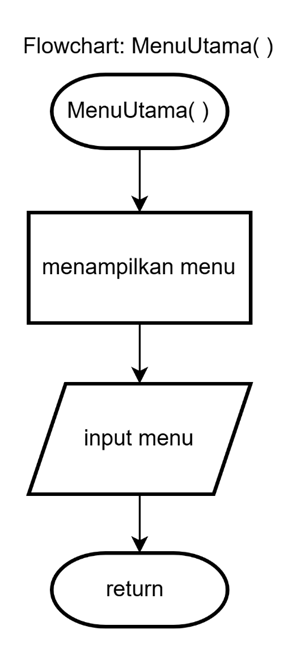 Flowchart: MenuUtama( )
MenuUtama( )
menampilkan menu
input menu
return